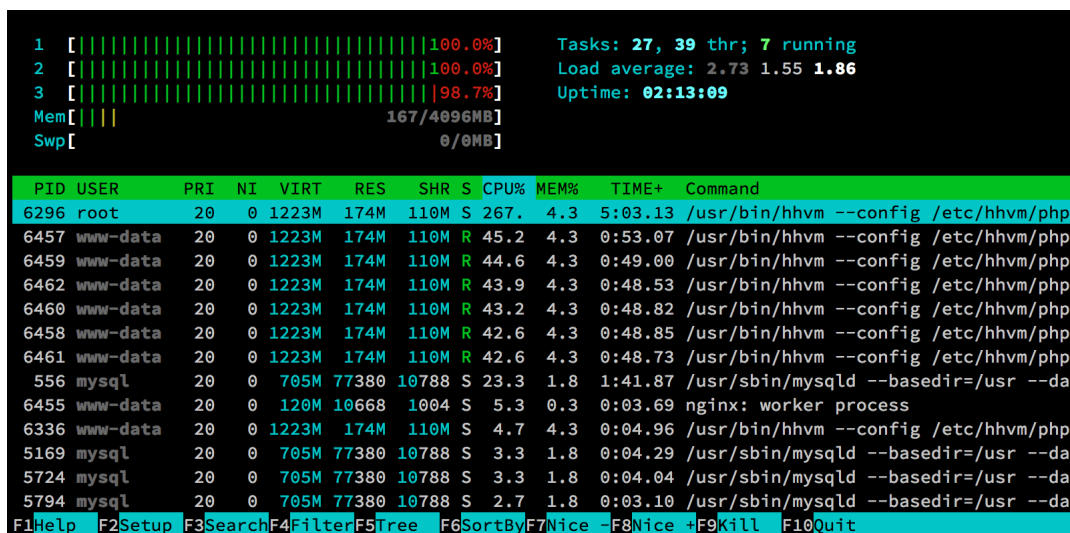 1 [||||||||||||||||||||||||||||||||||100.0%] Tasks: 27, 39 thr; 7 running
2 [||||||||||||||||||||||||||||||||||100.0%] Load average: 2.73 1.55 1.86
3 [|||||||||||||||||||||||||||||||||||98.7%] Uptime: 02:13:09
Mem[|||| 167/4096MB]
Swp[ 0/0MB]
PID USER PRI NI VIRT RES SHR S CPU% MEM% TIME+ Command
6296 root 20 0 1223M 174M 110M S 267. 4.3 5:03.13 /usr/bin/hhvm --config /etc/hhvm/php
6457 www-data 20 0 1223M 174M 110M R 45.2 4.3 0:53.07 /usr/bin/hhvm --config /etc/hhvm/php
6459 www-data 20 0 1223M 174M 110M R 44.6 4.3 0:49.00 /usr/bin/hhvm --config /etc/hhvm/php
6462 www-data 20 0 1223M 174M 110M R 43.9 4.3 0:48.53 /usr/bin/hhvm --config /etc/hhvm/php
6460 www-data 20 0 1223M 174M 110M R 43.2 4.3 0:48.82 /usr/bin/hhvm --config /etc/hhvm/php
6458 www-data 20 0 1223M 174M 110M R 42.6 4.3 0:48.85 /usr/bin/hhvm --config /etc/hhvm/php
6461 www-data 20 0 1223M 174M 110M R 42.6 4.3 0:48.73 /usr/bin/hhvm --config /etc/hhvm/php
556 mysql 20 0 705M 77380 10788 S 23.3 1.8 1:41.87 /usr/sbin/mysqld --basedir=/usr --da
6455 www-data 20 0 120M 10668 1004 S 5.3 0.3 0:03.69 nginx: worker process
6336 www-data 20 0 1223M 174M 110M S 4.7 4.3 0:04.96 /usr/bin/hhvm --config /etc/hhvm/php
5169 mysql 20 0 705M 77380 10788 S 3.3 1.8 0:04.29 /usr/sbin/mysqld --basedir=/usr --da
5724 mysql 20 0 705M 77380 10788 S 3.3 1.8 0:04.04 /usr/sbin/mysqld --basedir=/usr --da
5794 mysql 20 0 705M 77380 10788 S 2.7 1.8 0:03.10 /usr/sbin/mysqld --basedir=/usr --da
F1Help F2Setup F3SearchF4FilterF5Tree F6SortByF7Nice -F8Nice +F9Kill F10Quit